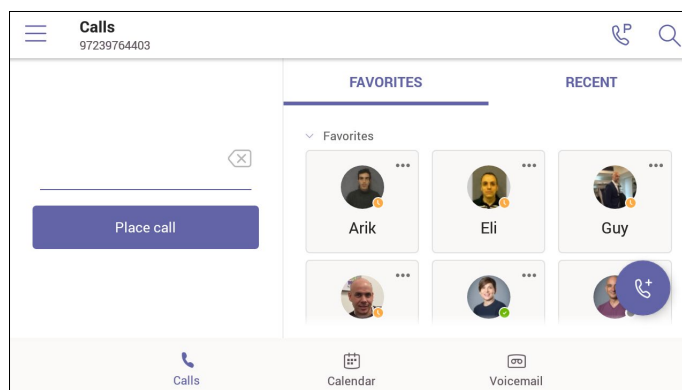 Calls
97239764403
P
FAVORITES
RECENT
Favorites
Place call
Arik
Eli
Guy
Calls
Calendar
Voicemail